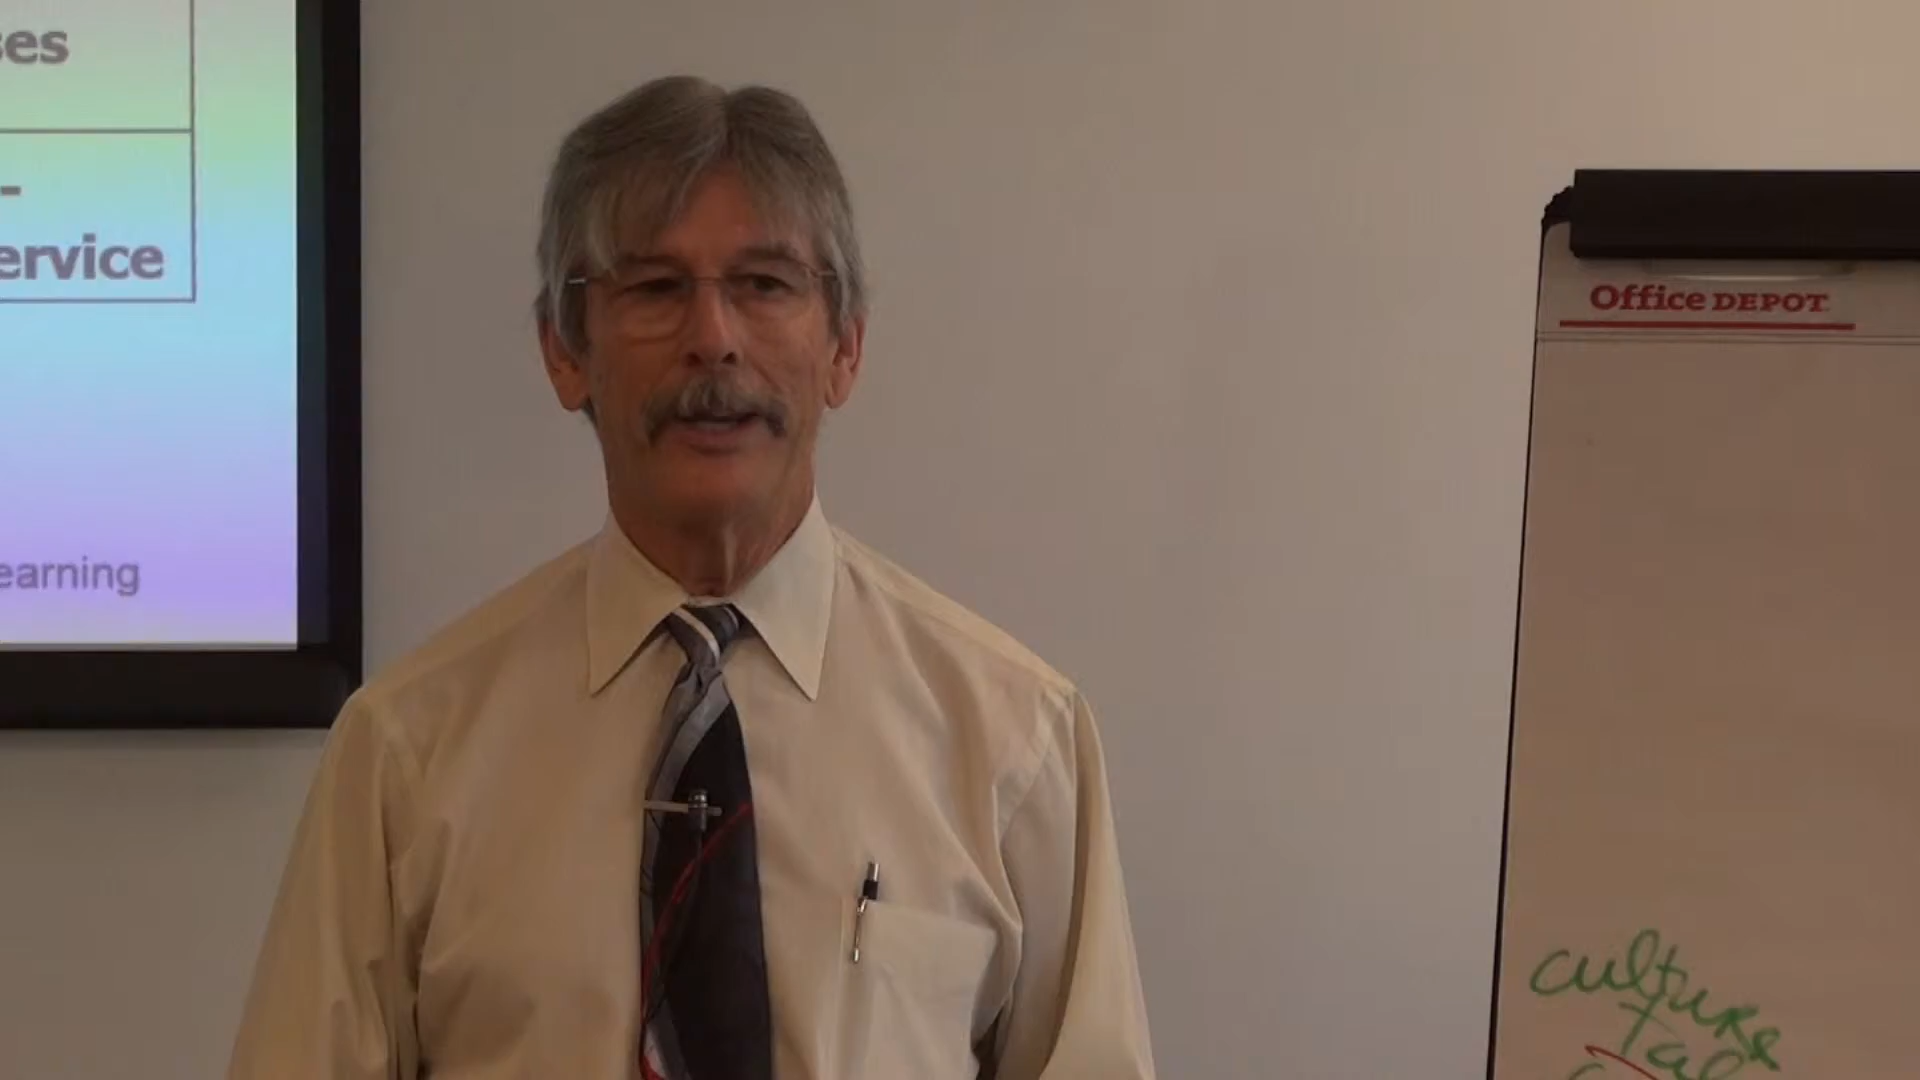 ses
-
ervice
earning
Office DEPOT
culture